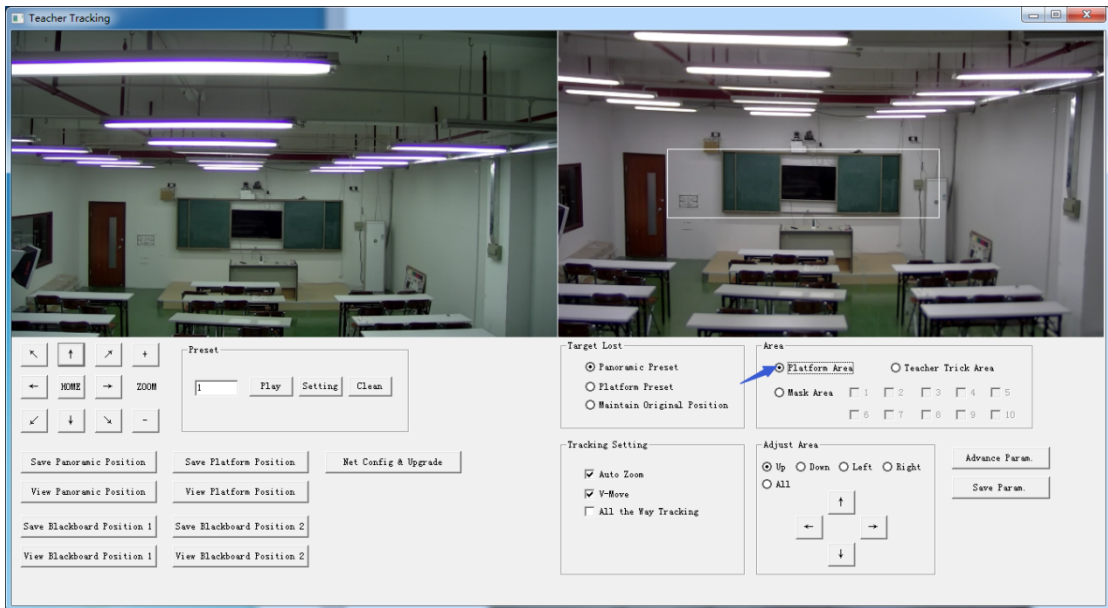 Teacher Tracking
↖ ↑ ↗ +
← HOME → ZOOM
↙ ↓ ↘ -
Preset
1 Play Setting Clean
Save Panoramic Position Save Platform Position Net Config & Upgrade
View Panoramic Position View Platform Position
Save Blackboard Position 1 Save Blackboard Position 2
View Blackboard Position 1 View Blackboard Position 2
Target Lost
Panoramic Preset
Platform Preset
Maintain Original Position
Area
Platform Area Teacher Trick Area
Mask Area 1 2 3 4 5
6 7 8 9 10
Tracking Setting
Auto Zoom
V-Move
All the Way Tracking
Adjust Area
Up Down Left Right
All
↑
← →
↓
Advance Param.
Save Param.